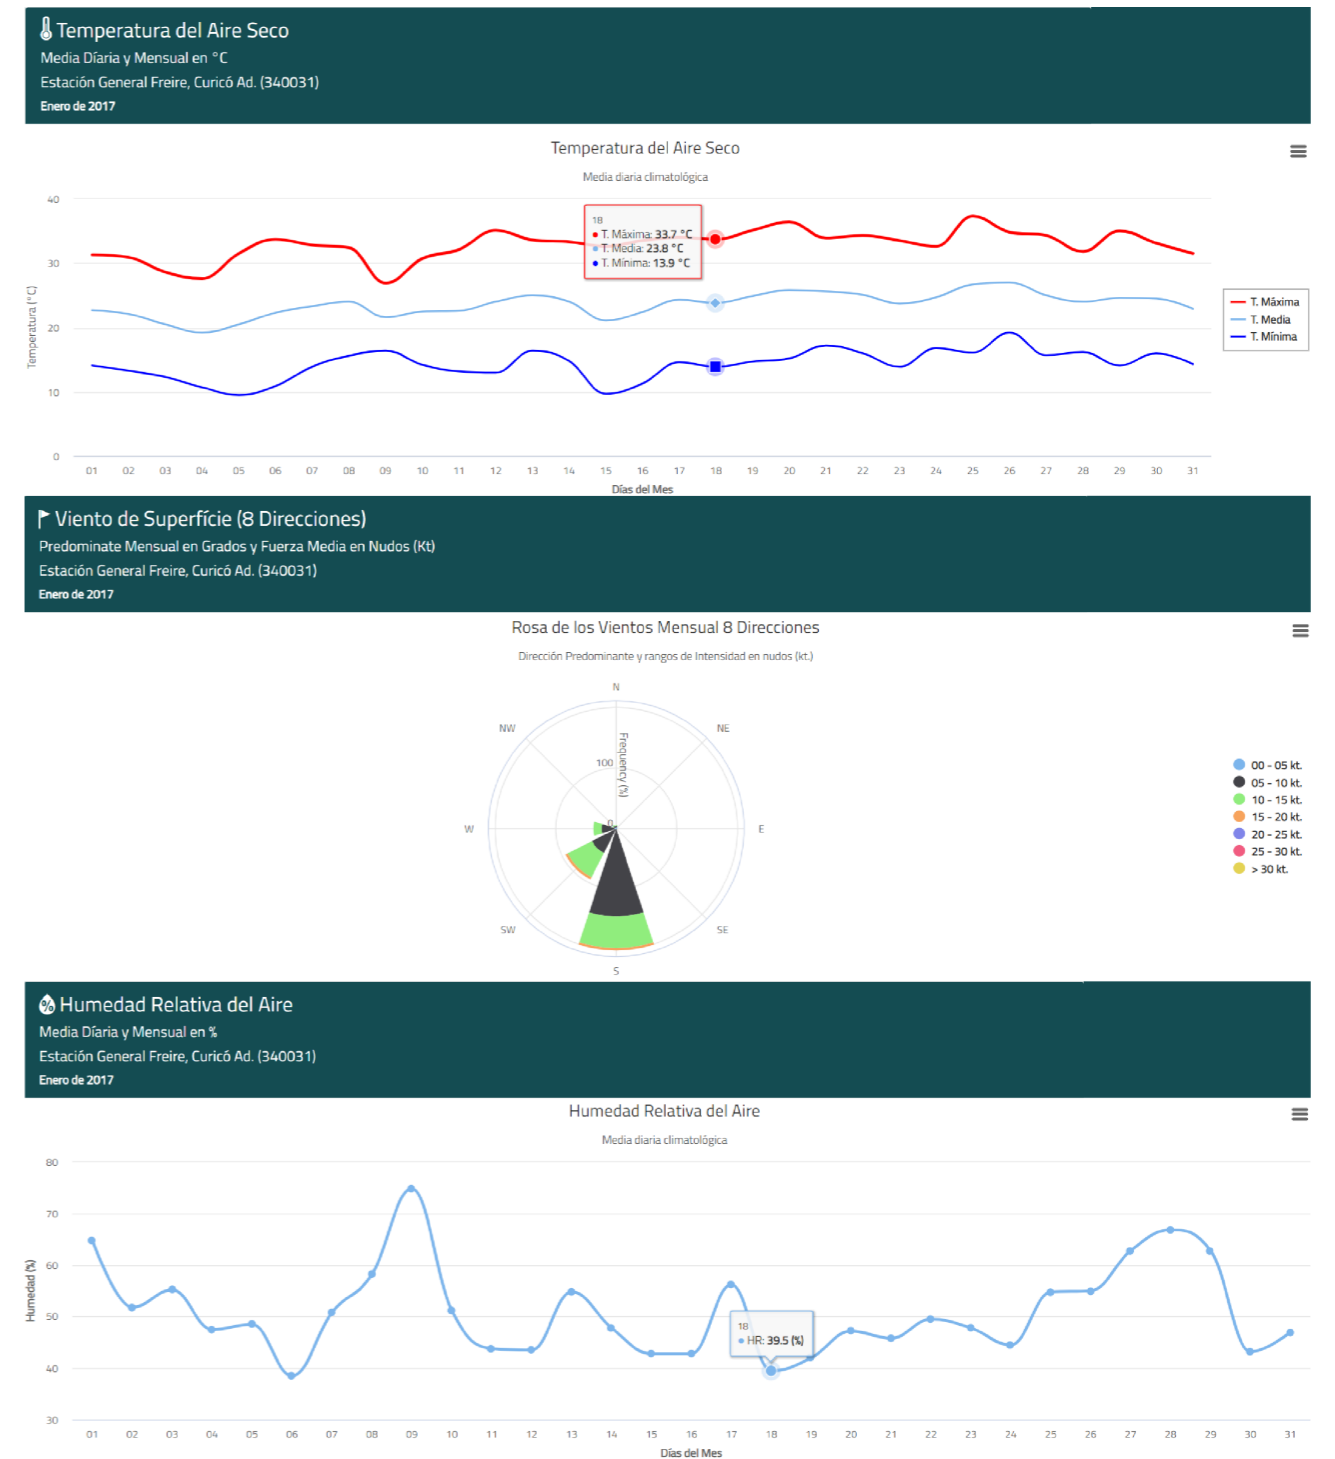 Temperatura del Aire Seco
Media Díaria y Mensual en °C
Estación General Freire, Curicó Ad. (340031)
Enero de 2017
Temperatura del Aire Seco
Media diaria climatológica
40
30
20
10
0
Temperatura (°C)
18
T. Máxima: 33.7 °C
T. Media: 23.8 °C
T. Mínima: 13.9 °C
T. Máxima
T. Media
T. Mínima
01 02 03 04 05 06 07 08 09 10 11 12 13 14 15 16 17 18 19 20 21 22 23 24 25 26 27 28 29 30 31
Días del Mes
Viento de Superfície (8 Direcciones)
Predominate Mensual en Grados y Fuerza Media en Nudos (Kt)
Estación General Freire, Curicó Ad. (340031)
Enero de 2017
Rosa de los Vientos Mensual 8 Direcciones
Dirección Predominante y rangos de Intensidad en nudos (kt.)
N
NW
NE
Frequency (%)
100
0
W
E
SW
SE
S
00 - 05 kt.
05 - 10 kt.
10 - 15 kt.
15 - 20 kt.
20 - 25 kt.
25 - 30 kt.
> 30 kt.
% Humedad Relativa del Aire
Media Díaria y Mensual en %
Estación General Freire, Curicó Ad. (340031)
Enero de 2017
Humedad Relativa del Aire
Media diaria climatológica
80
70
60
50
40
30
Humedad (%)
18
HR: 39.5 (%)
01 02 03 04 05 06 07 08 09 10 11 12 13 14 15 16 17 18 19 20 21 22 23 24 25 26 27 28 29 30 31
Días del Mes